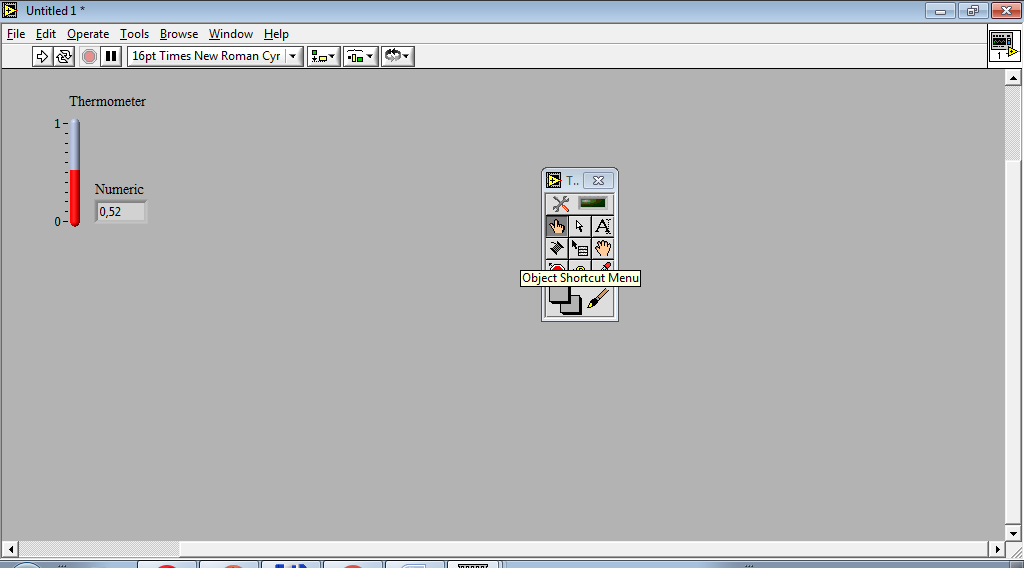 Untitled 1 *
File Edit Operate Tools Browse Window Help
16pt Times New Roman Cyr
1
Thermometer
1
0
Numeric
0,52
T..
A
Object Shortcut Menu